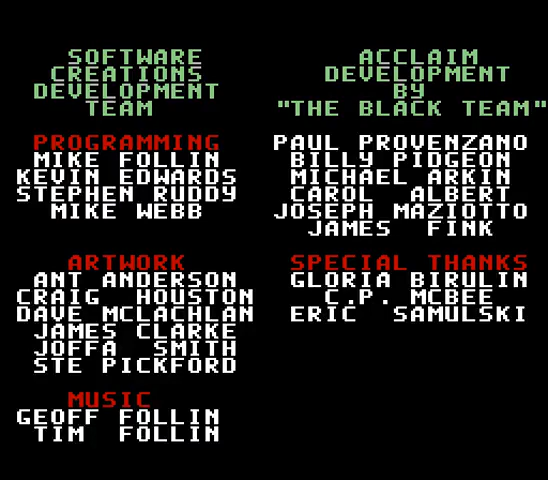 SOFTWARE
CREATIONS
DEVELOPMENT
TEAM
PROGRAMMING
MIKE FOLLIN
KEVIN EDWARDS
STEPHEN RUDDY
MIKE WEBB
ARTWORK
ANT ANDERSON
CRAIG HOUSTON
DAVE MCLACHLAN
JAMES CLARKE
JOFFA SMITH
STE PICKFORD
MUSIC
GEOFF FOLLIN
TIM FOLLIN
ACCLAIM
DEVELOPMENT
BY
"THE BLACK TEAM"
PAUL PROVENZANO
BILLY PIDGEON
MICHAEL ARKIN
CAROL ALBERT
JOSEPH MAZIOTTO
JAMES FINK
SPECIAL THANKS
GLORIA BIRULIN
C.P. MCBEE
ERIC SAMULSKI